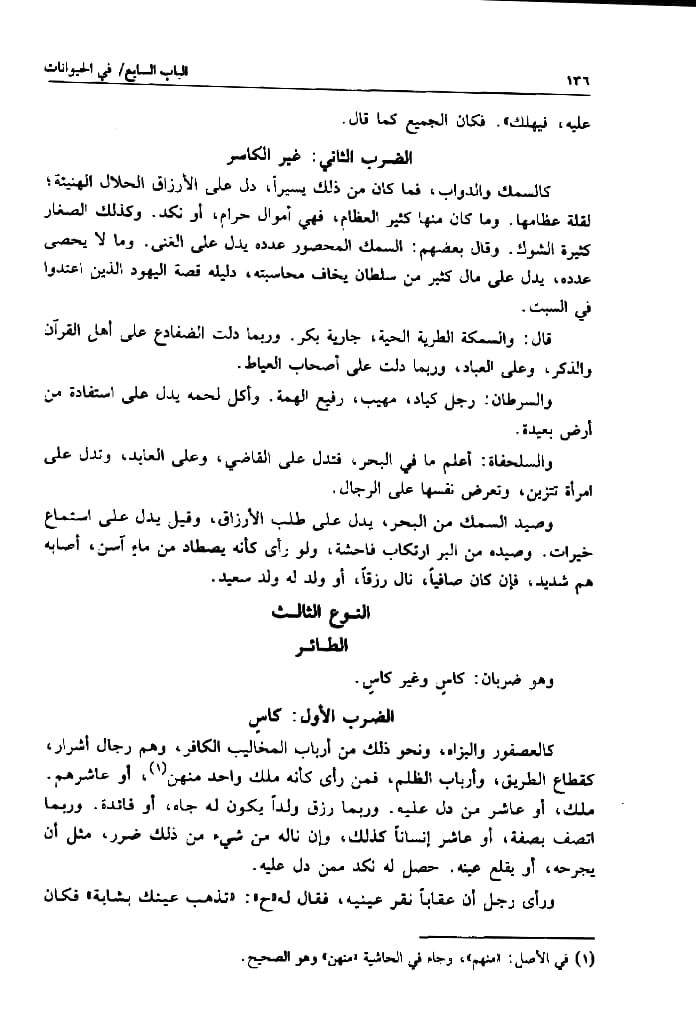 ١٣٦ الباب السابع/ في الحيوانات
عليه، فيهلك». فكان الجميع كما قال.
الضرب الثاني: غير الكاسر
كالسمك والدواب، فما كان من ذلك يسيراً، دل على الأرزاق الحلال الهنيئة؛
لقلة عظامها. وما كان منها كثير العظام، فهي أموال حرام، أو نكد. وكذلك الصغار
كثيرة الشوك. وقال بعضهم: السمك المحصور عدده يدل على الغنى. وما لا يحصى
عدده، يدل على مال كثير من سلطان يخاف محاسبته، دليله قصة اليهود الذين اعتدوا
في السبت.
قال: والسمكة الطرية الحية، جارية بكر. وربما دلت الضفادع على أهل القرآن
والذكر، وعلى العباد، وربما دلت على أصحاب العياط.
والسرطان: رجل كياد، مهيب، رفيع الهمة. وأكل لحمه يدل على استفادة من
أرض بعيدة.
والسلحفاة: أعلم ما في البحر، فتدل على القاضي، وعلى العابد، وتدل على
امرأة تتزين، وتعرض نفسها على الرجال.
وصيد السمك من البحر، يدل على طلب الأرزاق، وقيل يدل على استماع
خيرات. وصيده من البر ارتكاب فاحشة، ولو رأى كأنه يصطاد من ماءٍ آسن، أصابه
هم شديد، فإن كان صافياً، نال رزقاً، أو ولد له ولد سعيد.
النوع الثالث
الطائر
وهو ضربان: كاسٍ وغير كاسٍ.
الضرب الأول: كاسٍ
كالعصفور والبزاه، ونحو ذلك من أرباب المخاليب الكافر، وهم رجال أشرار،
كقطاع الطريق، وأرباب الظلم، فمن رأى كأنه ملك واحد منهن(١)، أو عاشرهم.
ملك، أو عاشر من دل عليه. وربما رزق ولداً يكون له جاه، أو فائدة. وربما
اتصف بصفة، أو عاشر إنساناً كذلك، وإن ناله من شيء من ذلك ضرر، مثل أن
يجرحه، أو يقلع عينه. حصل له نكد ممن دل عليه.
ورأى رجل أن عقاباً نقر عينيه، فقال له«ح»: «تذهب عينك بشابة» فكان
(١) في الأصل: «منهم»، وجاء في الحاشية «منهن» وهو الصحيح.